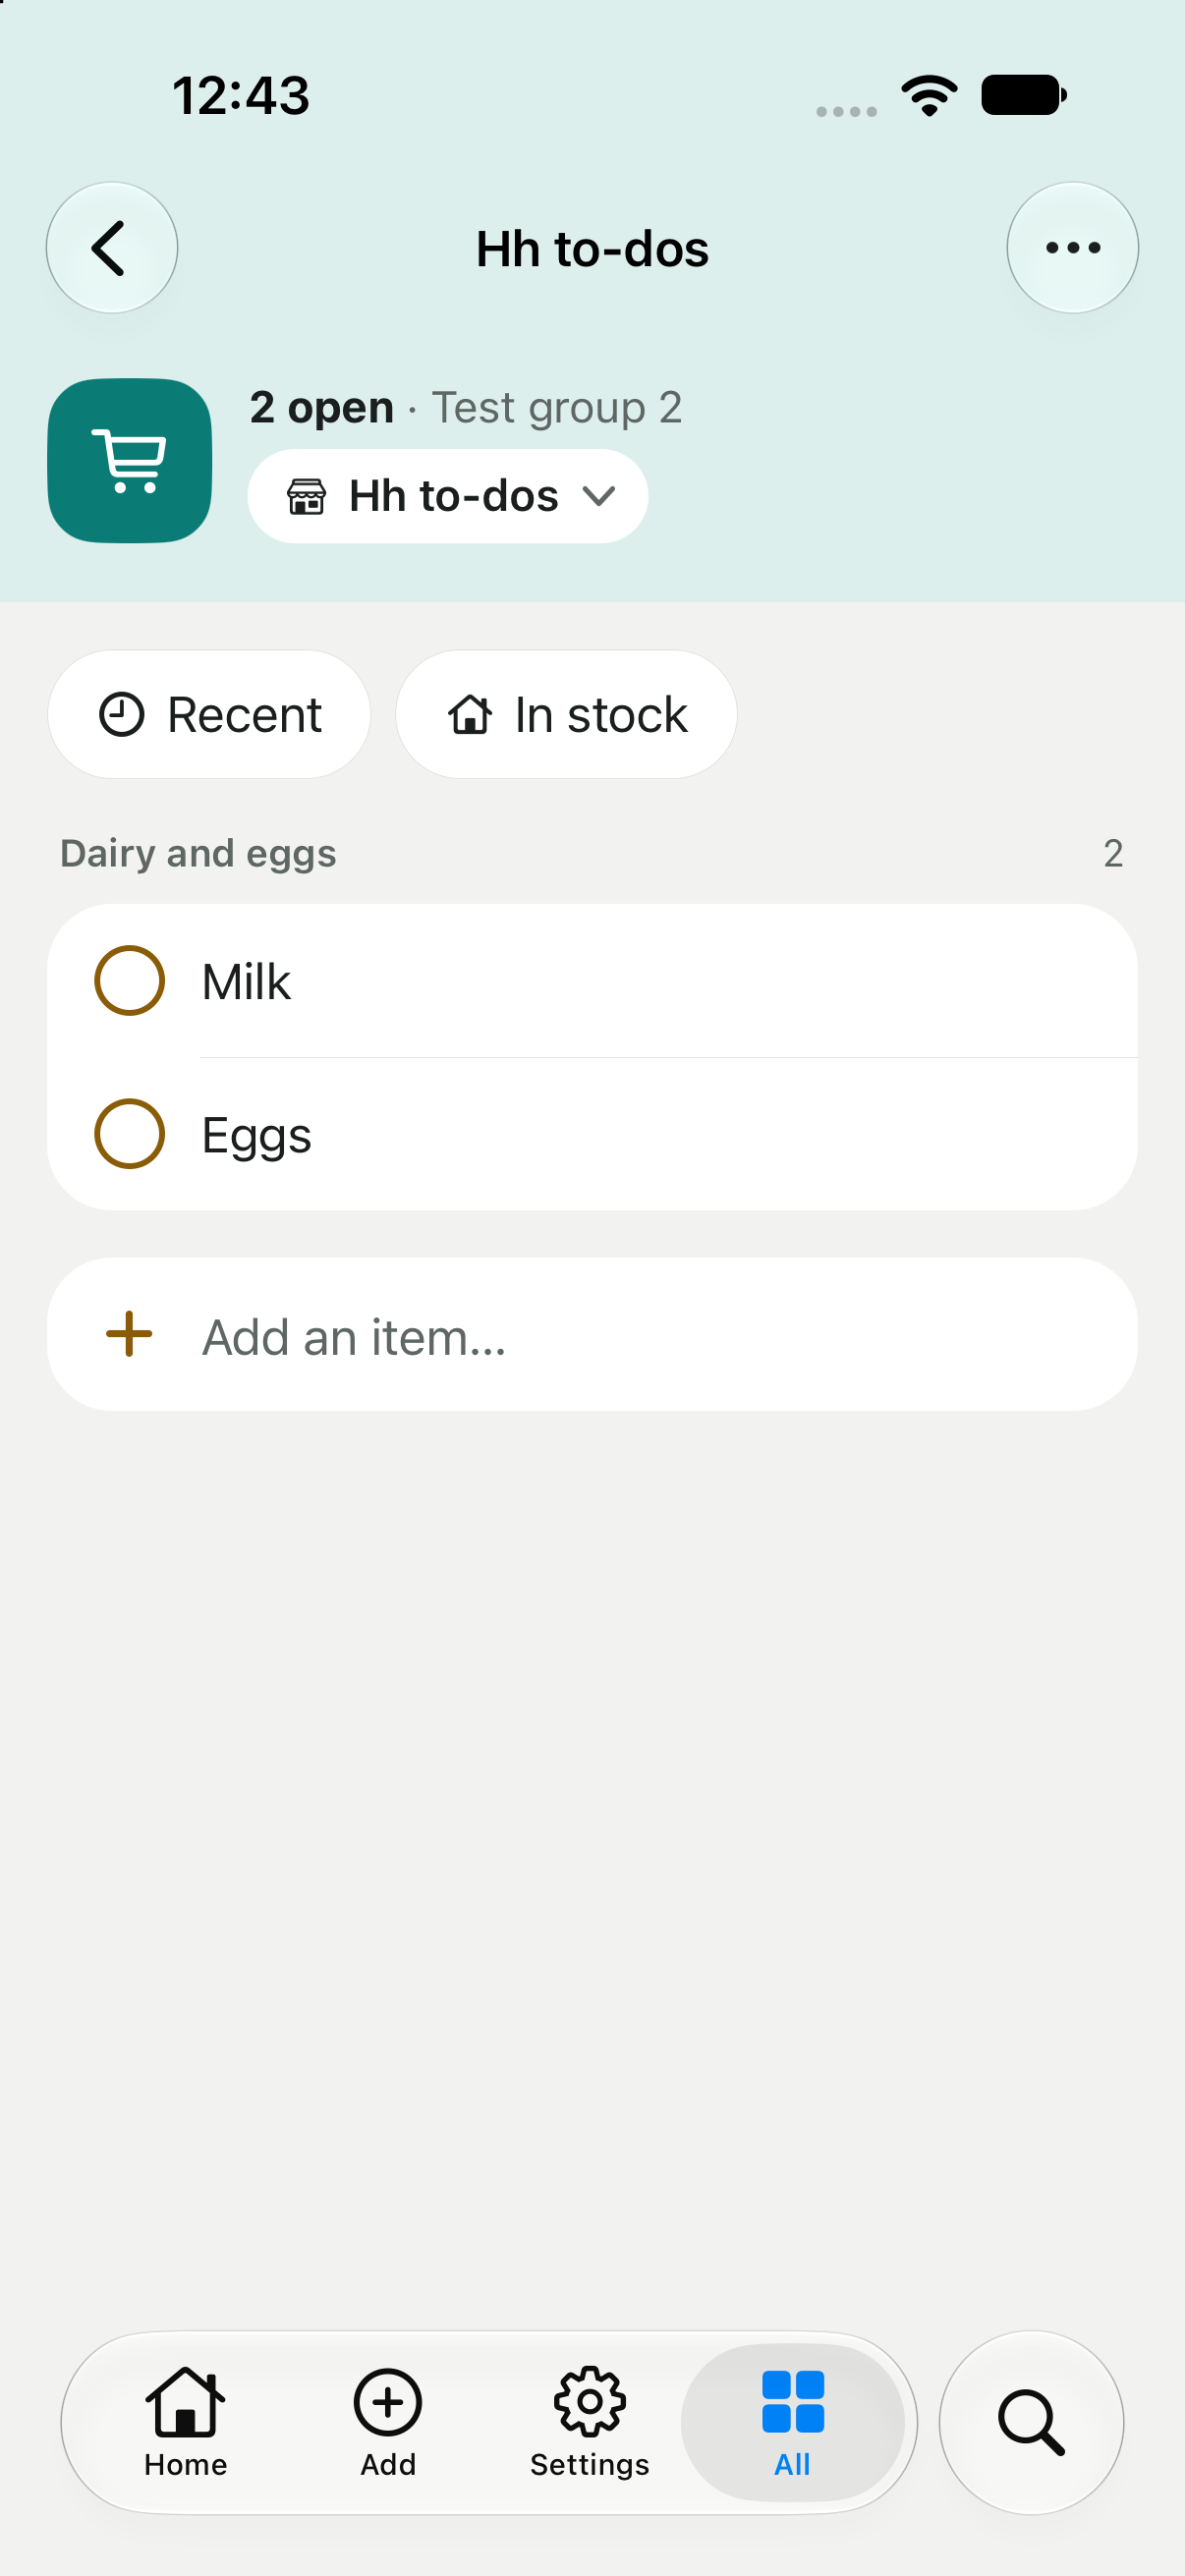 12:43
Hh to-dos
2 open · Test group 2
Hh to-dos
Recent
In stock
Dairy and eggs 2
Milk
Eggs
Add an item...
Home Add Settings All